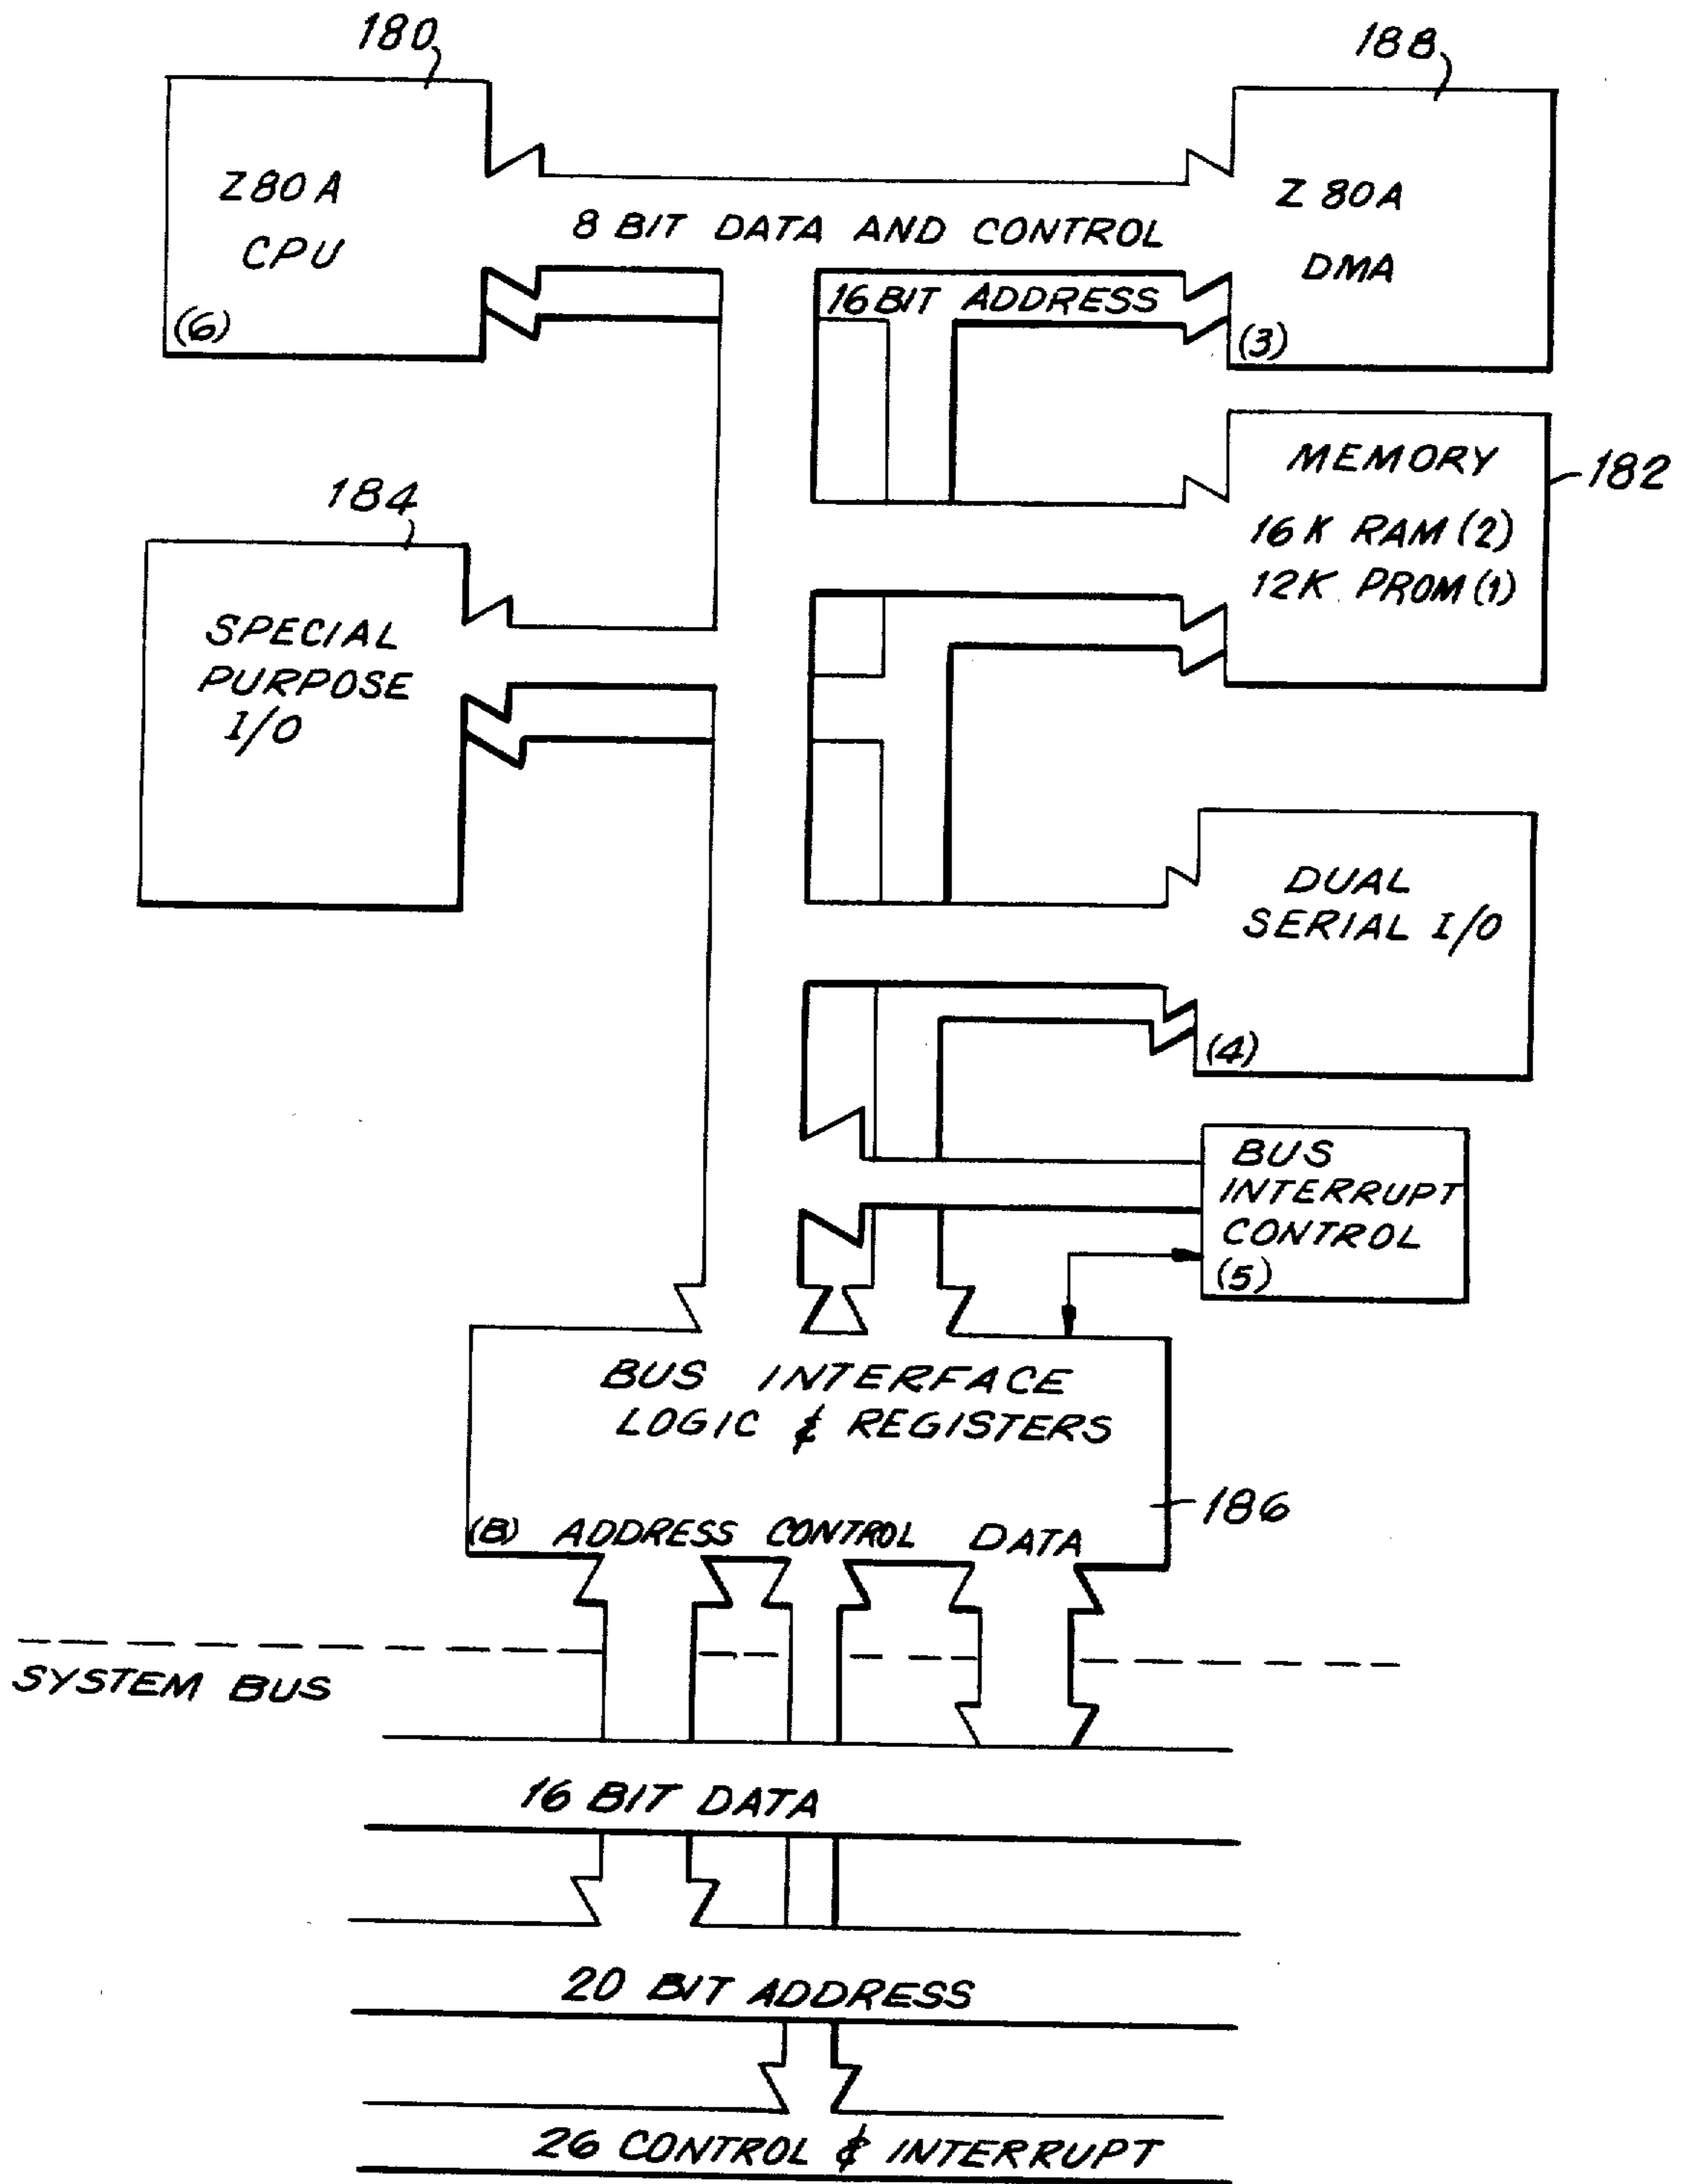 180
188
Z80A
CPU
(6)
8 BIT DATA AND CONTROL
16 BIT ADDRESS
Z 80A
DMA
(3)
MEMORY
16K RAM (2)
12K PROM (1)
182
184
SPECIAL
PURPOSE
I/O
DUAL
SERIAL I/O
(4)
BUS
INTERRUPT
CONTROL
(5)
BUS INTERFACE
LOGIC & REGISTERS
186
(8) ADDRESS CONTROL DATA
SYSTEM BUS
16 BIT DATA
20 BIT ADDRESS
26 CONTROL & INTERRUPT